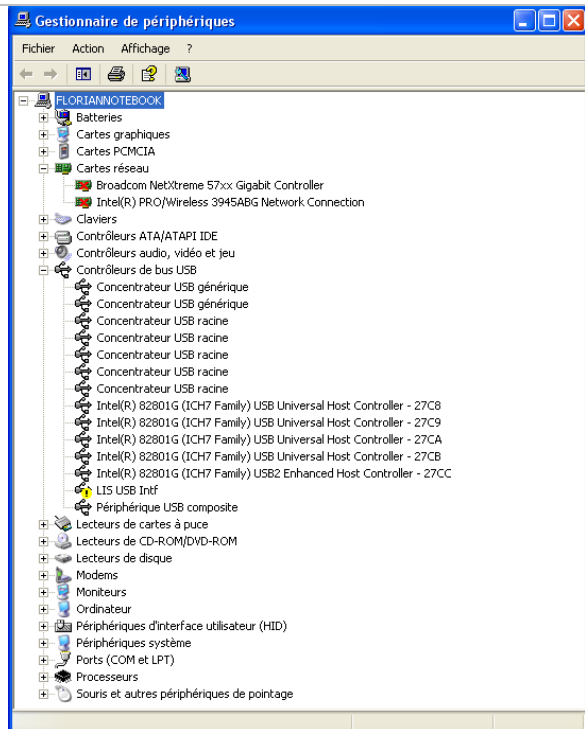 Gestionnaire de périphériques
Fichier Action Affichage ?
FLORIANNOTEBOOK
Batteries
Cartes graphiques
Cartes PCMCIA
Cartes réseau
Broadcom NetXtreme 57xx Gigabit Controller
Intel(R) PRO/Wireless 3945ABG Network Connection
Claviers
Contrôleurs ATA/ATAPI IDE
Contrôleurs audio, vidéo et jeu
Contrôleurs de bus USB
Concentrateur USB générique
Concentrateur USB générique
Concentrateur USB racine
Concentrateur USB racine
Concentrateur USB racine
Concentrateur USB racine
Concentrateur USB racine
Intel(R) 82801G (ICH7 Family) USB Universal Host Controller - 27C8
Intel(R) 82801G (ICH7 Family) USB Universal Host Controller - 27C9
Intel(R) 82801G (ICH7 Family) USB Universal Host Controller - 27CA
Intel(R) 82801G (ICH7 Family) USB Universal Host Controller - 27CB
Intel(R) 82801G (ICH7 Family) USB2 Enhanced Host Controller - 27CC
LIS USB Intf
Périphérique USB composite
Lecteurs de cartes à puce
Lecteurs de CD-ROM/DVD-ROM
Lecteurs de disque
Modems
Moniteurs
Ordinateur
Périphériques d'interface utilisateur (HID)
Périphériques système
Ports (COM et LPT)
Processeurs
Souris et autres périphériques de pointage